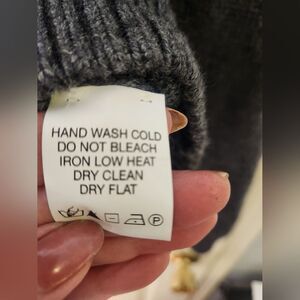 HAND WASH COLD
DO NOT BLEACH
IRON LOW HEAT
DRY CLEAN
DRY FLAT
P